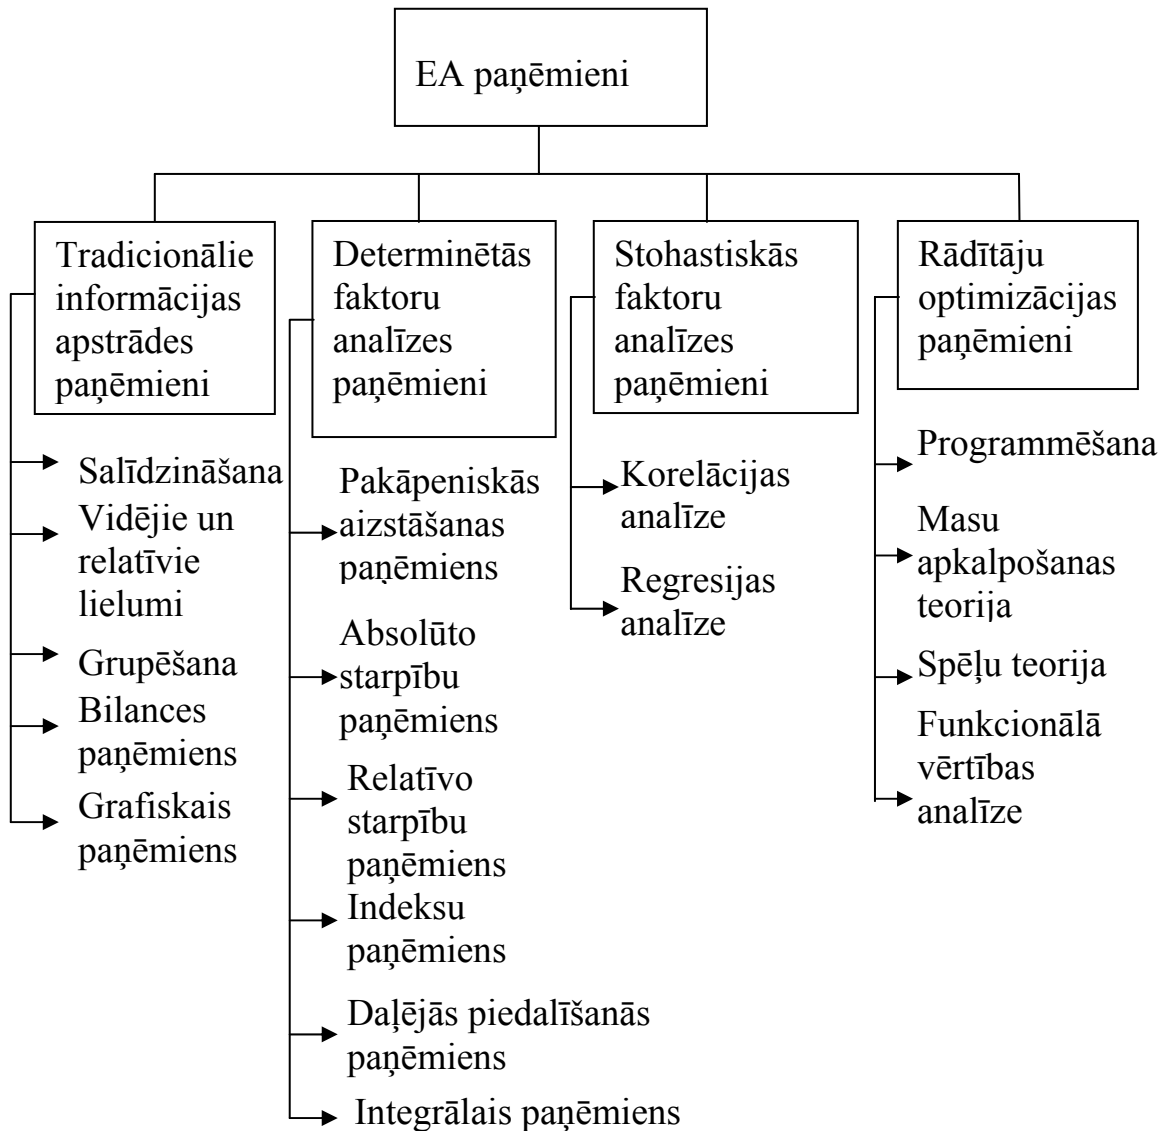 EA paņēmieni
Tradicionālie
informācijas
apstrādes
paņēmieni
Salīdzināšana
Vidējie un
relatīvie
lielumi
Grupēšana
Bilances
paņēmiens
Grafiskais
paņēmiens
Determinētās
faktoru
analīzes
paņēmieni
Pakāpeniskās
aizstāšanas
paņēmiens
Absolūto
starpību
paņēmiens
Relatīvo
starpību
paņēmiens
Indeksu
paņēmiens
Daļējās piedalīšanās
paņēmiens
Integrālais paņēmiens
Stohastiskās
faktoru
analīzes
paņēmieni
Korelācijas
analīze
Regresijas
analīze
Rādītāju
optimizācijas
paņēmieni
Programmēšana
Masu
apkalpošanas
teorija
Spēļu teorija
Funkcionālā
vērtības
analīze